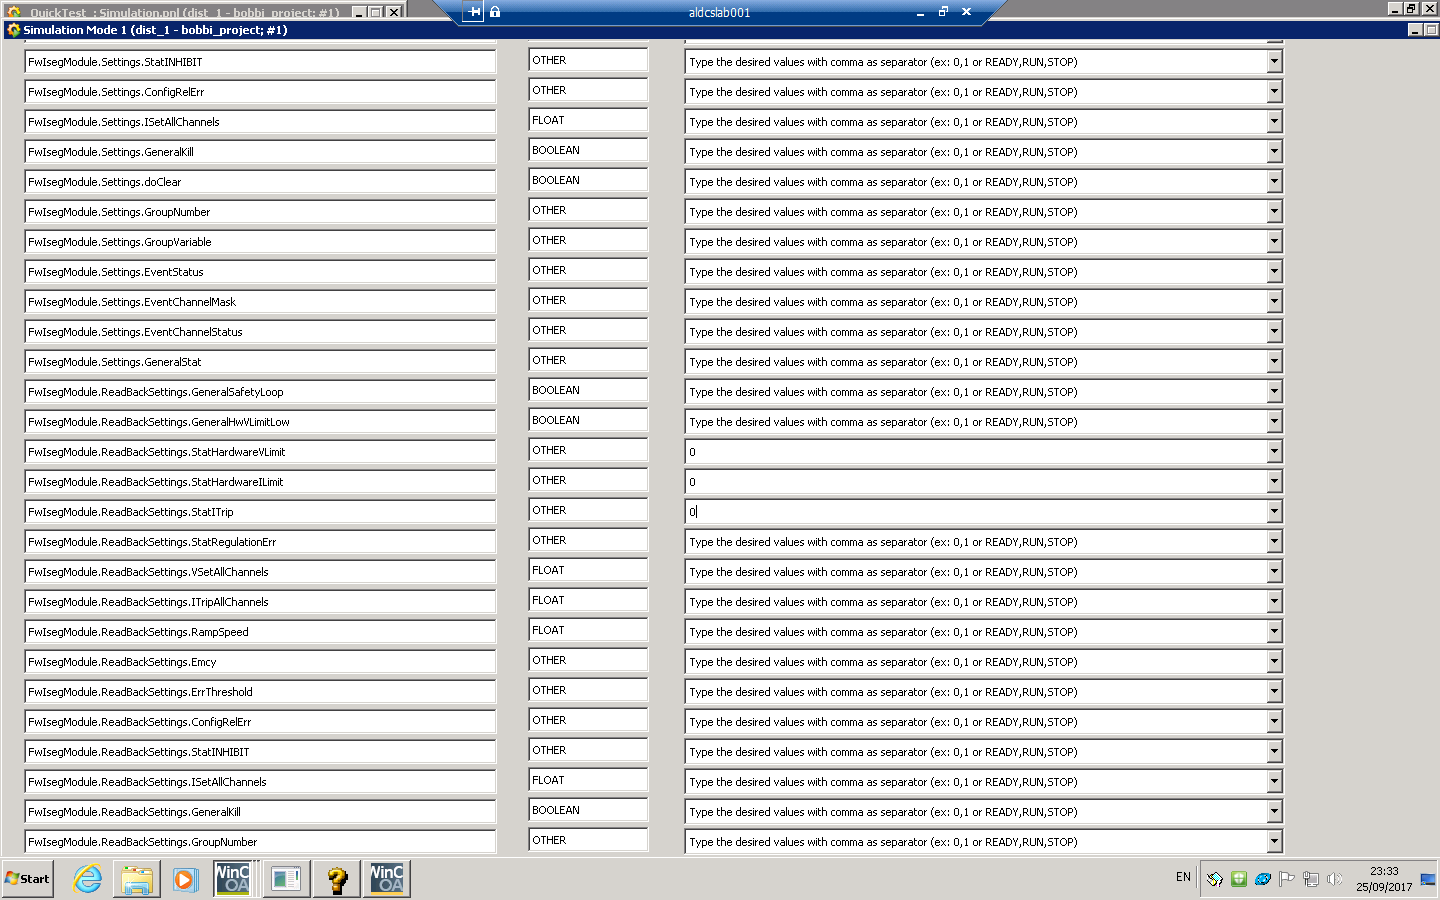 QuickTest : Simulation.pnl (dist_1 - bobbi_project; #1)
aldcslab001
Simulation Mode 1 (dist_1 - bobbi_project; #1)
FwIsegModule.Settings.StatINHIBIT OTHER Type the desired values with comma as separator (ex: 0,1 or READY,RUN,STOP)
FwIsegModule.Settings.ConfigRelErr OTHER Type the desired values with comma as separator (ex: 0,1 or READY,RUN,STOP)
FwIsegModule.Settings.ISetAllChannels FLOAT Type the desired values with comma as separator (ex: 0,1 or READY,RUN,STOP)
FwIsegModule.Settings.GeneralKill BOOLEAN Type the desired values with comma as separator (ex: 0,1 or READY,RUN,STOP)
FwIsegModule.Settings.doClear BOOLEAN Type the desired values with comma as separator (ex: 0,1 or READY,RUN,STOP)
FwIsegModule.Settings.GroupNumber OTHER Type the desired values with comma as separator (ex: 0,1 or READY,RUN,STOP)
FwIsegModule.Settings.GroupVariable OTHER Type the desired values with comma as separator (ex: 0,1 or READY,RUN,STOP)
FwIsegModule.Settings.EventStatus OTHER Type the desired values with comma as separator (ex: 0,1 or READY,RUN,STOP)
FwIsegModule.Settings.EventChannelMask OTHER Type the desired values with comma as separator (ex: 0,1 or READY,RUN,STOP)
FwIsegModule.Settings.EventChannelStatus OTHER Type the desired values with comma as separator (ex: 0,1 or READY,RUN,STOP)
FwIsegModule.Settings.GeneralStat OTHER Type the desired values with comma as separator (ex: 0,1 or READY,RUN,STOP)
FwIsegModule.ReadBackSettings.GeneralSafetyLoop BOOLEAN Type the desired values with comma as separator (ex: 0,1 or READY,RUN,STOP)
FwIsegModule.ReadBackSettings.GeneralHwVLimitLow BOOLEAN Type the desired values with comma as separator (ex: 0,1 or READY,RUN,STOP)
FwIsegModule.ReadBackSettings.StatHardwareVLimit OTHER 0
FwIsegModule.ReadBackSettings.StatHardwareILimit OTHER 0
FwIsegModule.ReadBackSettings.StatITrip OTHER 0
FwIsegModule.ReadBackSettings.StatRegulationErr OTHER Type the desired values with comma as separator (ex: 0,1 or READY,RUN,STOP)
FwIsegModule.ReadBackSettings.VSetAllChannels FLOAT Type the desired values with comma as separator (ex: 0,1 or READY,RUN,STOP)
FwIsegModule.ReadBackSettings.ITripAllChannels FLOAT Type the desired values with comma as separator (ex: 0,1 or READY,RUN,STOP)
FwIsegModule.ReadBackSettings.RampSpeed FLOAT Type the desired values with comma as separator (ex: 0,1 or READY,RUN,STOP)
FwIsegModule.ReadBackSettings.Emcy OTHER Type the desired values with comma as separator (ex: 0,1 or READY,RUN,STOP)
FwIsegModule.ReadBackSettings.ErrThreshold OTHER Type the desired values with comma as separator (ex: 0,1 or READY,RUN,STOP)
FwIsegModule.ReadBackSettings.ConfigRelErr OTHER Type the desired values with comma as separator (ex: 0,1 or READY,RUN,STOP)
FwIsegModule.ReadBackSettings.StatINHIBIT OTHER Type the desired values with comma as separator (ex: 0,1 or READY,RUN,STOP)
FwIsegModule.ReadBackSettings.ISetAllChannels FLOAT Type the desired values with comma as separator (ex: 0,1 or READY,RUN,STOP)
FwIsegModule.ReadBackSettings.GeneralKill BOOLEAN Type the desired values with comma as separator (ex: 0,1 or READY,RUN,STOP)
FwIsegModule.ReadBackSettings.GroupNumber OTHER Type the desired values with comma as separator (ex: 0,1 or READY,RUN,STOP)
Start
WinCC OA
WinCC OA
EN
23:33
25/09/2017